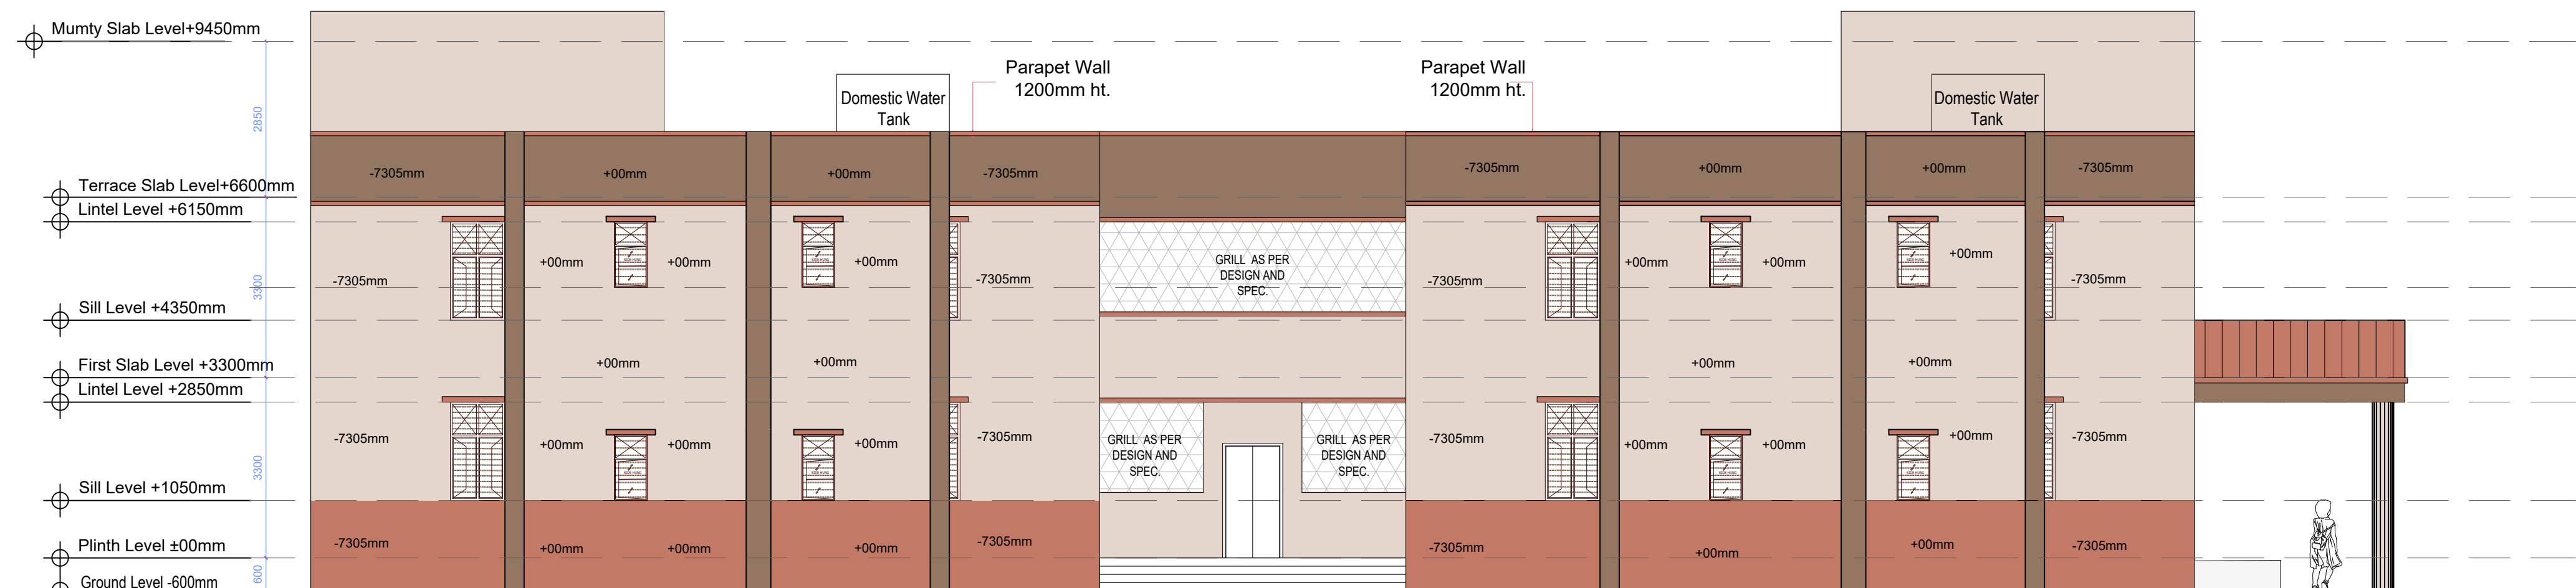 Mumty Slab Level+9450mm
Parapet Wall
1200mm ht.
Parapet Wall
1200mm ht.
Domestic Water
Tank
Domestic Water
Tank
2850
-7305mm
+00mm
+00mm
-7305mm
-7305mm
+00mm
+00mm
-7305mm
Terrace Slab Level+6600mm
Lintel Level +6150mm
+00mm
+00mm
+00mm
GRILL AS PER
DESIGN AND
SPEC.
+00mm
+00mm
+00mm
-7305mm
-7305mm
-7305mm
-7305mm
3300
Sill Level +4350mm
First Slab Level +3300mm
+00mm
+00mm
+00mm
+00mm
Lintel Level +2850mm
-7305mm
+00mm
+00mm
+00mm
-7305mm
GRILL AS PER
DESIGN AND
SPEC.
GRILL AS PER
DESIGN AND
SPEC.
-7305mm
+00mm
+00mm
+00mm
-7305mm
3300
Sill Level +1050mm
Plinth Level ±00mm
-7305mm
+00mm
+00mm
+00mm
-7305mm
-7305mm
+00mm
+00mm
-7305mm
600
Ground Level -600mm